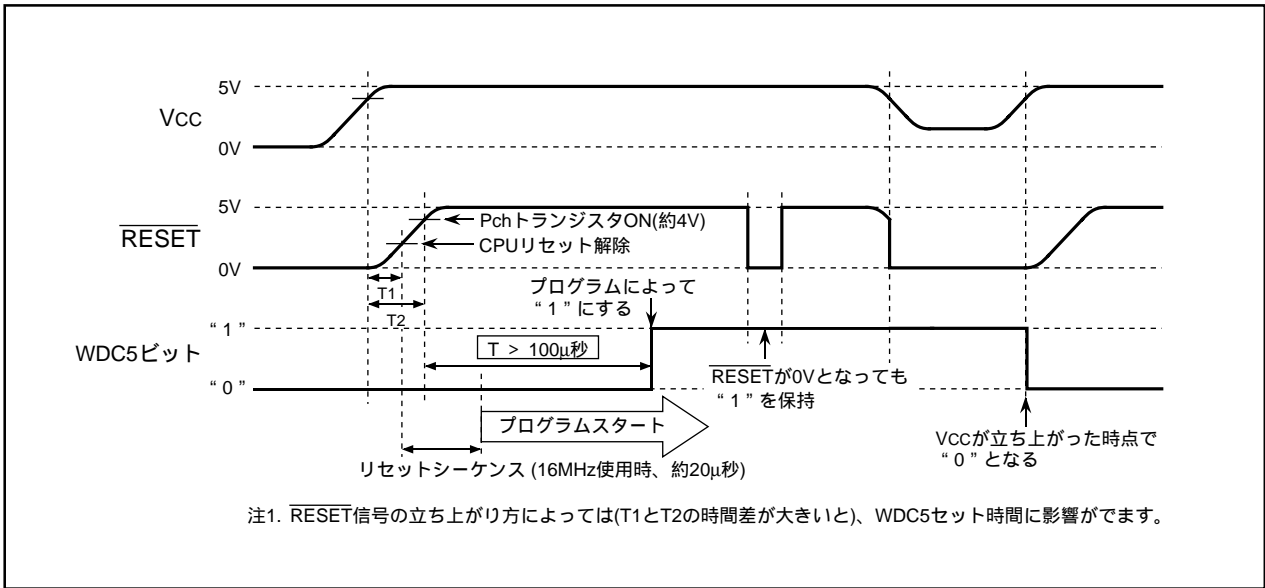 5V
VCC
0V
5V
PchトランジスタON(約4V)
RESET
CPUリセット解除
0V
T1
プログラムによって
“1”にする
T2
“1”
WDC5ビット
T > 100μ秒
RESETが0Vとなっても
“1”を保持
“0”
プログラムスタート
VCCが立ち上がった時点で
“0”となる
リセットシーケンス (16MHz使用時、約20μ秒)
注1. RESET信号の立ち上がり方によっては(T1とT2の時間差が大きいと)、WDC5セット時間に影響がでます。